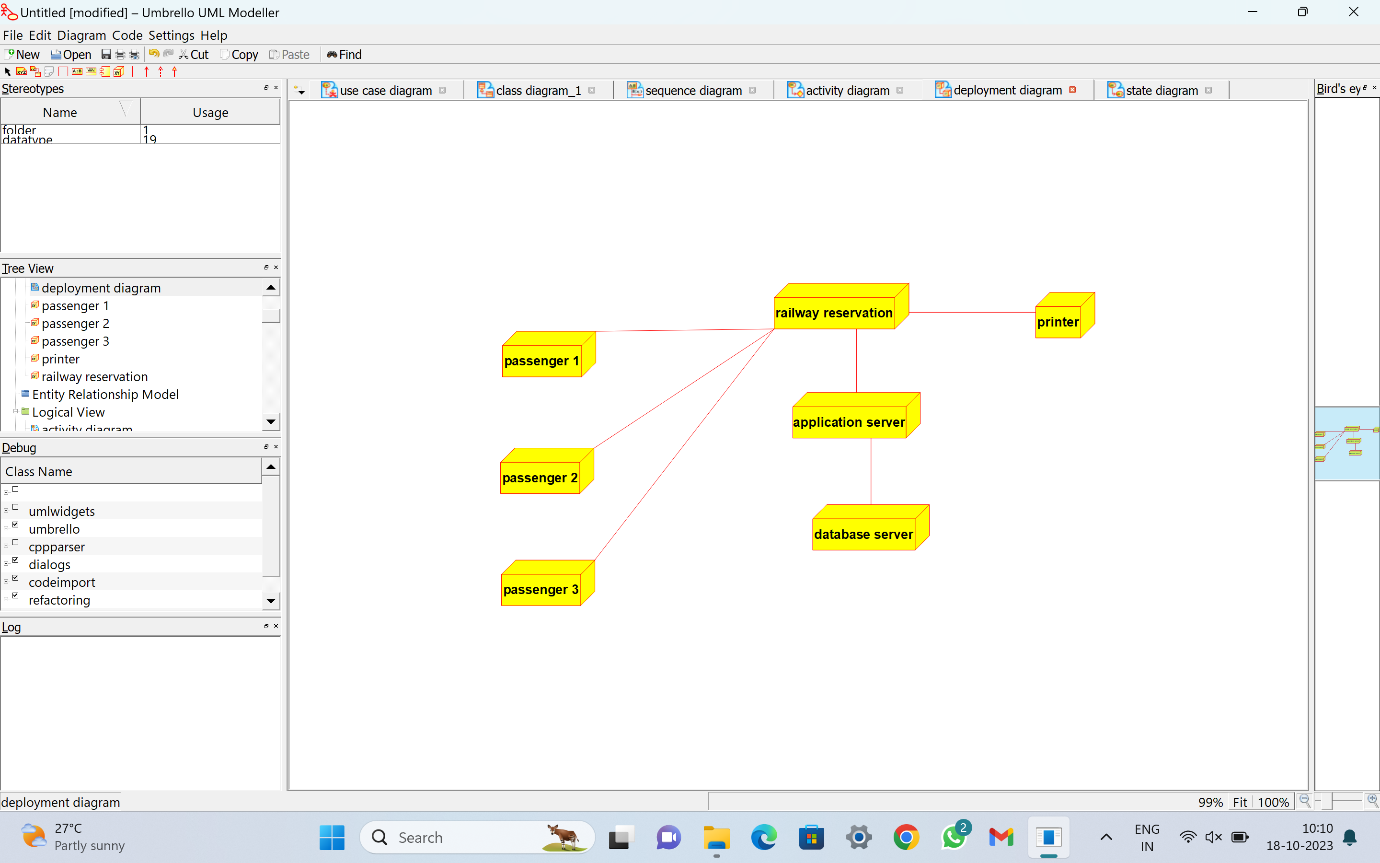 Untitled [modified] – Umbrello UML Modeller
File Edit Diagram Code Settings Help
New Open Cut Copy Paste Find
Stereotypes
Name Usage
folder 1
datatype 19
use case diagram class diagram_1 sequence diagram activity diagram deployment diagram state diagram
Bird's ey
Tree View
deployment diagram
passenger 1
passenger 2
passenger 3
printer
railway reservation
Entity Relationship Model
Logical View
activity diagram
Debug
Class Name
umlwidgets
umbrello
cppparser
dialogs
codeimport
refactoring
Log
railway reservation
printer
passenger 1
application server
passenger 2
database server
passenger 3
deployment diagram
99% Fit 100%
27°C
Partly sunny
Search
2
ENG
IN
10:10
18-10-2023